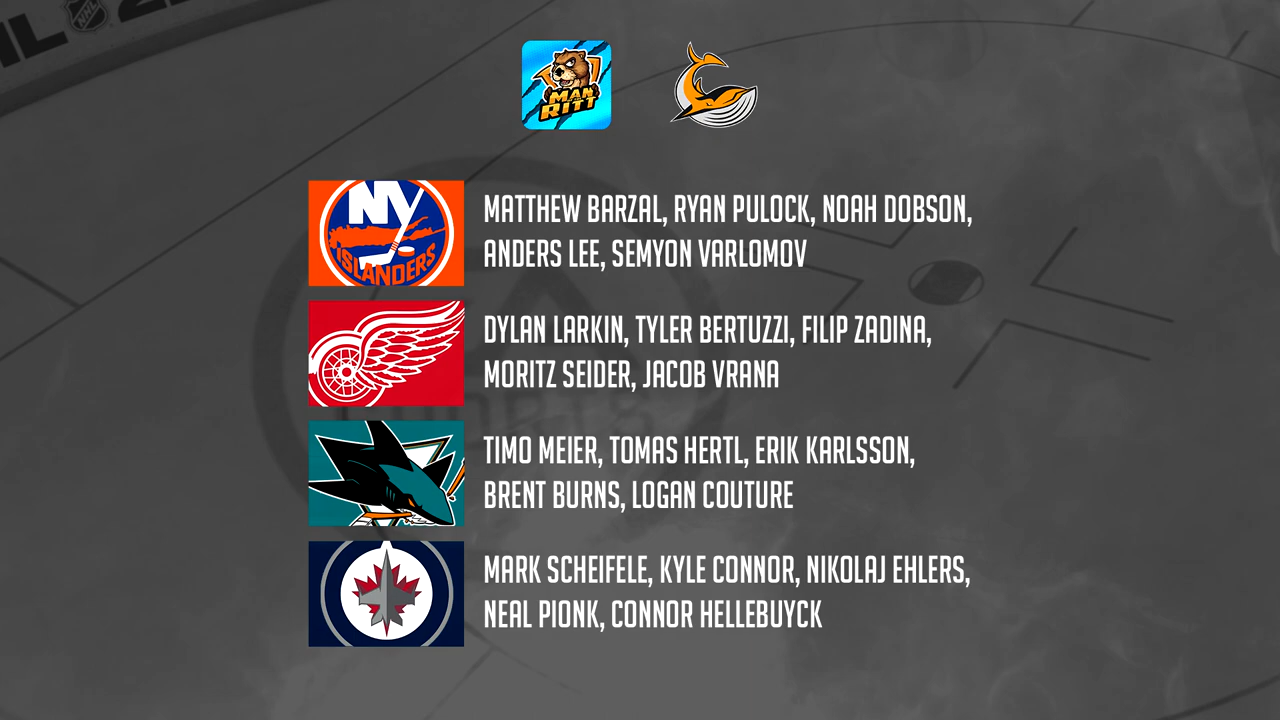 MAN
RITT
MATTHEW BARZAL, RYAN PULOCK, NOAH DOBSON,
ANDERS LEE, SEMYON VARLOMOV
NY
ISLANDERS
DYLAN LARKIN, TYLER BERTUZZI, FILIP ZADINA,
MORITZ SEIDER, JACOB VRANA
TIMO MEIER, TOMAS HERTL, ERIK KARLSSON,
BRENT BURNS, LOGAN COUTURE
MARK SCHEIFELE, KYLE CONNOR, NIKOLAJ EHLERS,
NEAL PIONK, CONNOR HELLEBUYCK